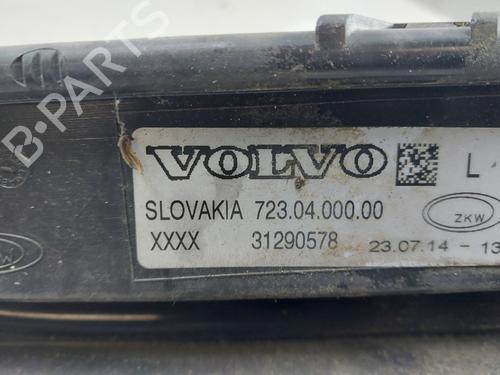 VOLVO L
SLOVAKIA 723.04.000.00 ZKW
XXXX 31290578 23.07.14 - 13
B-PARTS